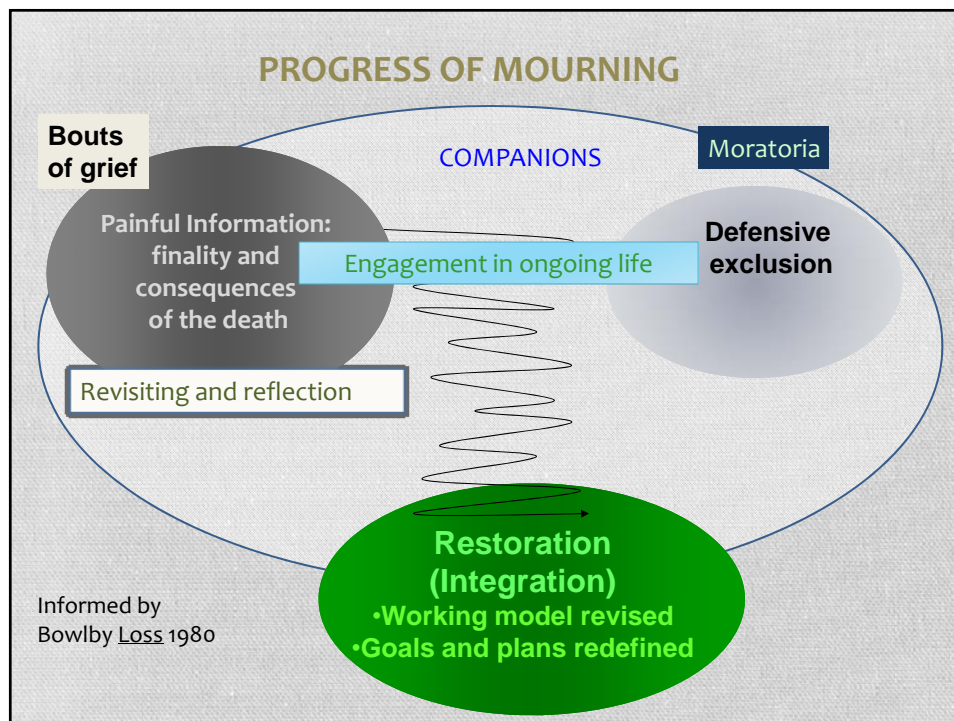 PROGRESS OF MOURNING
Bouts
of grief
COMPANIONS
Moratoria
Painful Information:
finality and
consequences
of the death
Engagement in ongoing life
Defensive
exclusion
Revisiting and reflection
Restoration
(Integration)
•Working model revised
•Goals and plans redefined
Informed by
Bowlby Loss 1980